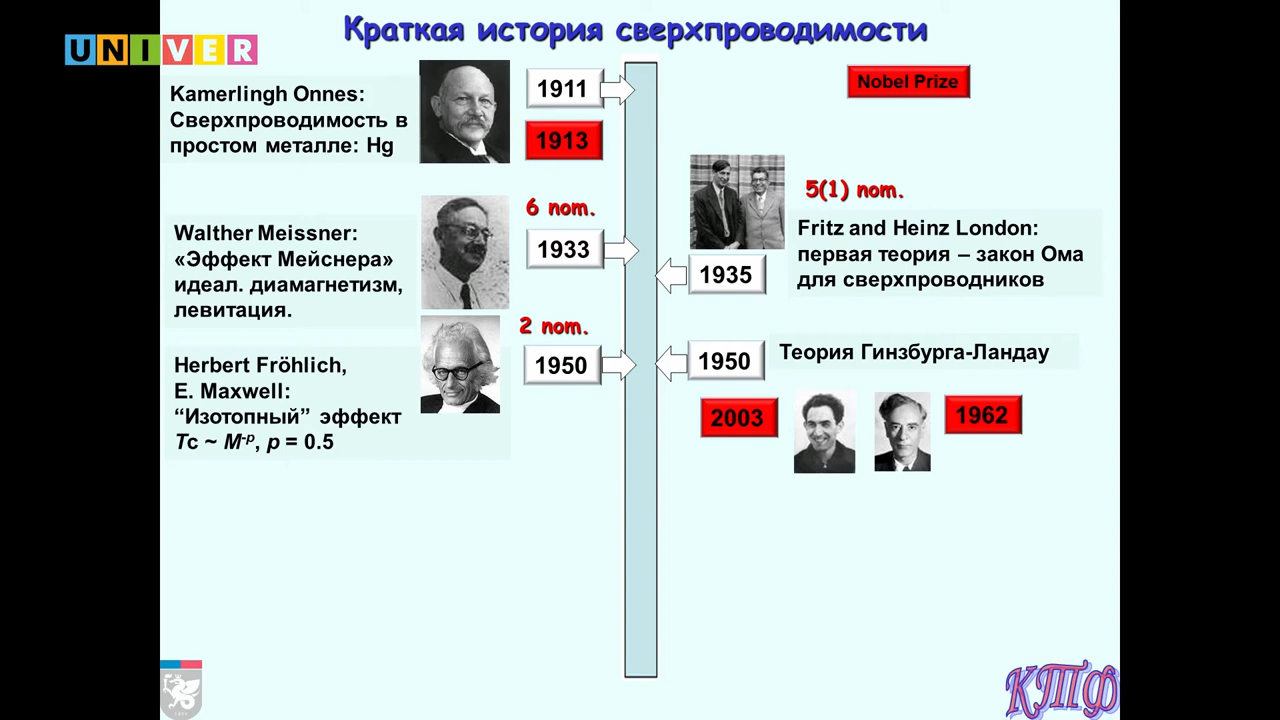 Краткая история сверхпроводимости
UNIVER
Kamerlingh Onnes:
Сверхпроводимость в
простом металле: Hg
1911
1913
Nobel Prize
6 nom.
Walther Meissner:
«Эффект Мейснера»
идеал. диамагнетизм,
левитация.
1933
5(1) nom.
Fritz and Heinz London:
первая теория – закон Ома
для сверхпроводников
1935
2 nom.
Herbert Fröhlich,
E. Maxwell:
“Изотопный” эффект
Tc ~ M-p, p = 0.5
1950
1950
Теория Гинзбурга-Ландау
2003
1962
КТФ